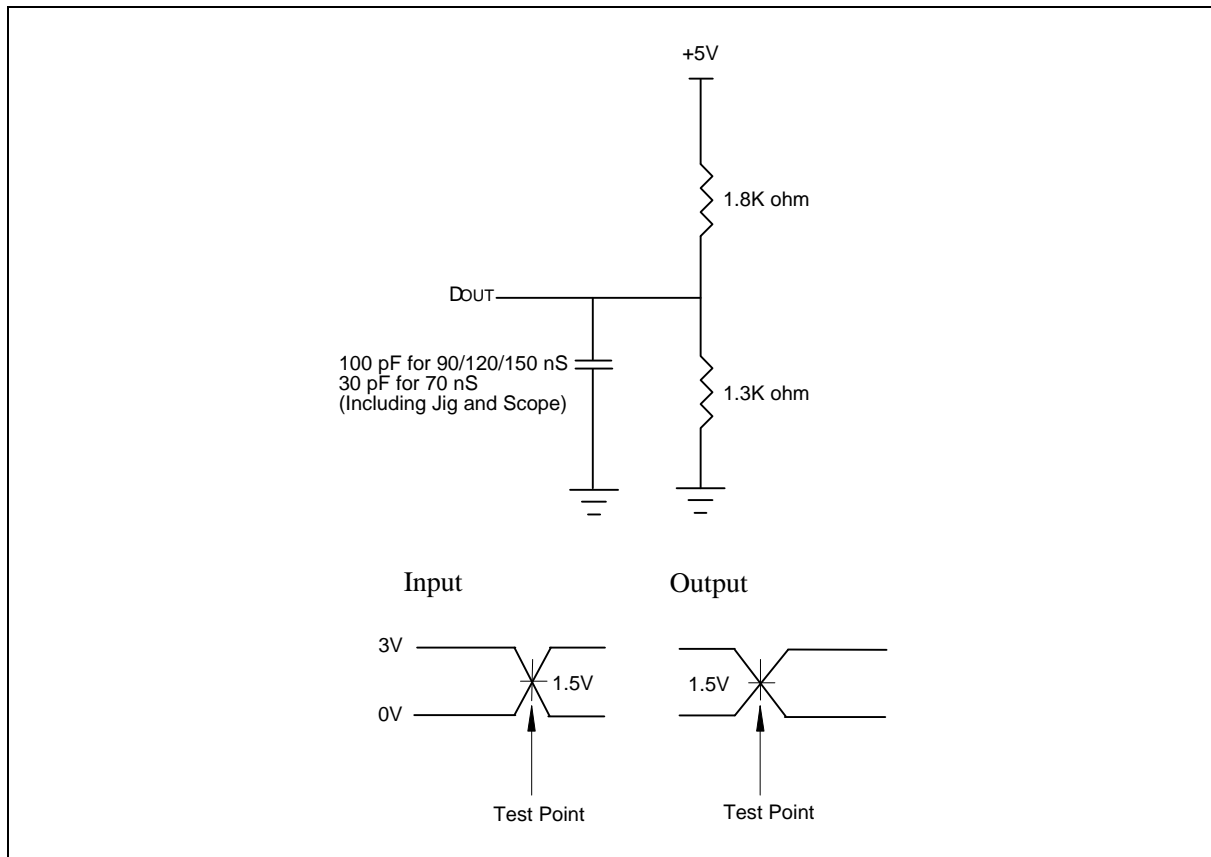 +5V
1.8K ohm
DOUT
100 pF for 90/120/150 nS
30 pF for 70 nS
(Including Jig and Scope)
1.3K ohm
Input
Output
3V
1.5V
1.5V
0V
Test Point
Test Point